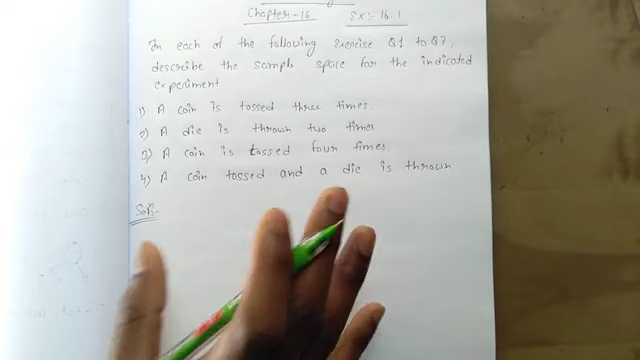 Chapter-16 Ex:- 16.1
In each of the following Exercise Q1 to Q7,
describe the sample space for the indicated
experiment
1) A coin is tossed three times.
2) A die is thrown two times
3) A coin is tossed four times.
4) A coin tossed and a die is thrown.
Soln:-